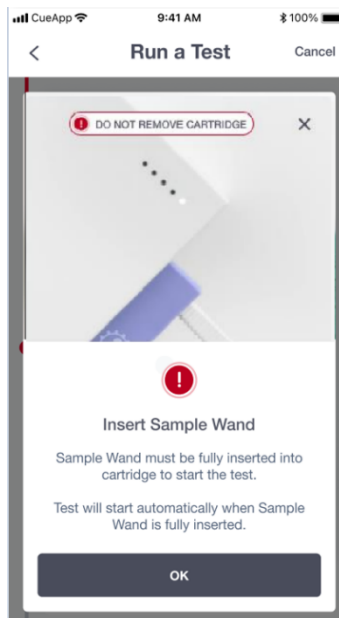 CueApp 9:41 AM 100%
Run a Test Cancel
! DO NOT REMOVE CARTRIDGE
!
Insert Sample Wand
Sample Wand must be fully inserted into
cartridge to start the test.
Test will start automatically when Sample
Wand is fully inserted.
OK